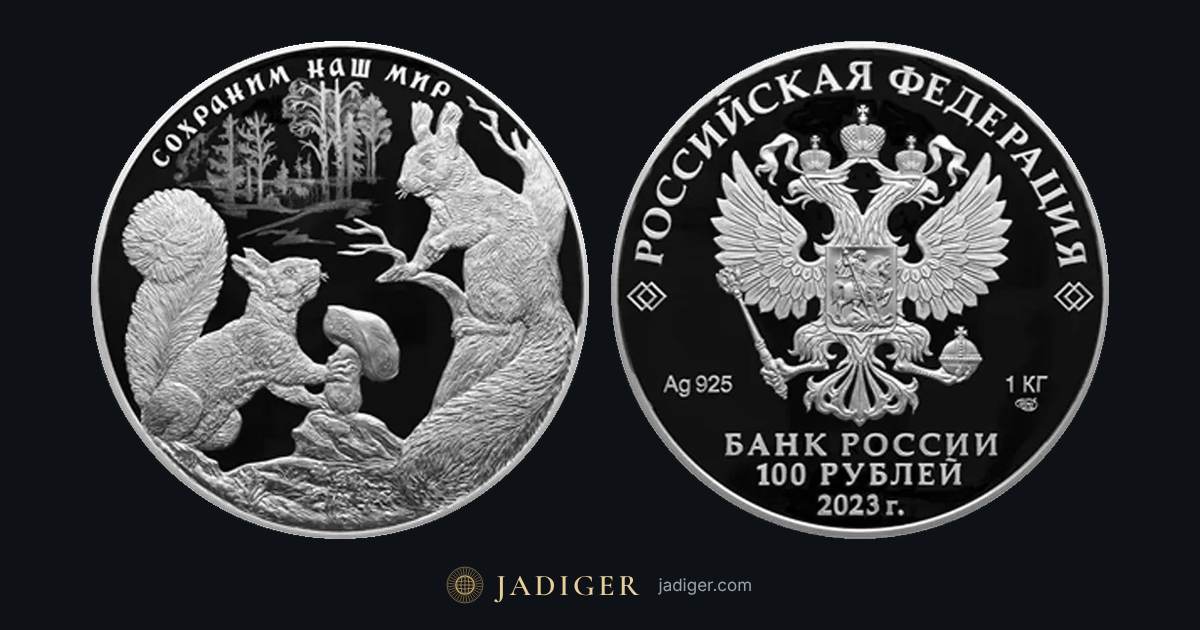 СОХРАНИМ НАШ МИР
РОССИЙСКАЯ ФЕДЕРАЦИЯ
Ag 925
1 КГ
БАНК РОССИИ
100 РУБЛЕЙ
2023 г.
JADIGER jadiger.com